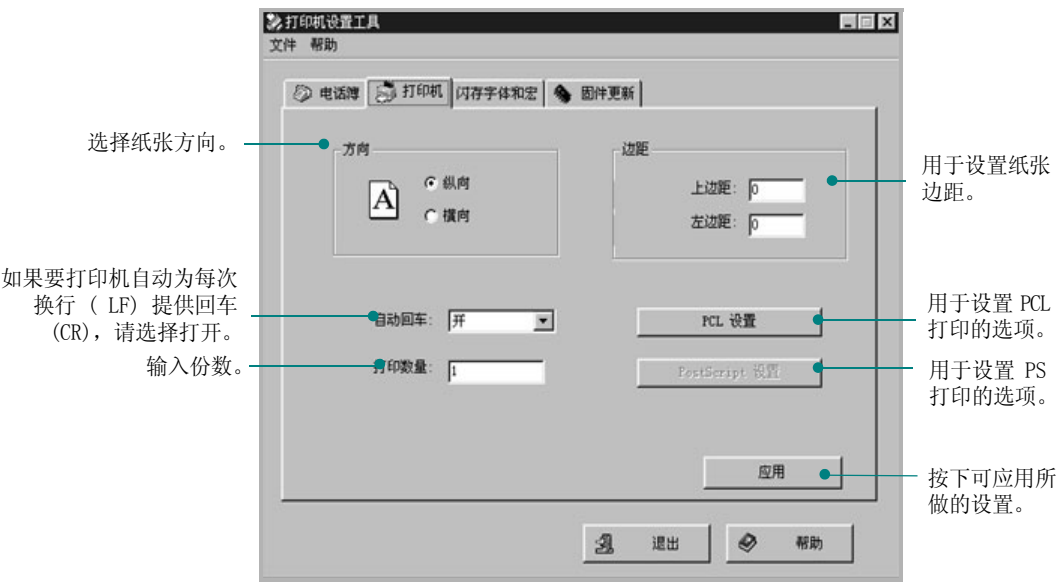 打印机设置工具
文件 帮助
电话簿 打印机 闪存字体和宏 固件更新
选择纸张方向。
方向
A
纵向
横向
边距
上边距: 0
左边距: 0
用于设置纸张
边距。
如果要打印机自动为每次
换行 ( LF) 提供回车
(CR),请选择打开。
自动回车: 开
PCL 设置
用于设置 PCL
打印的选项。
输入份数。
打印数量: 1
PostScript 设置
用于设置 PS
打印的选项。
应用
按下可应用所
做的设置。
退出
帮助